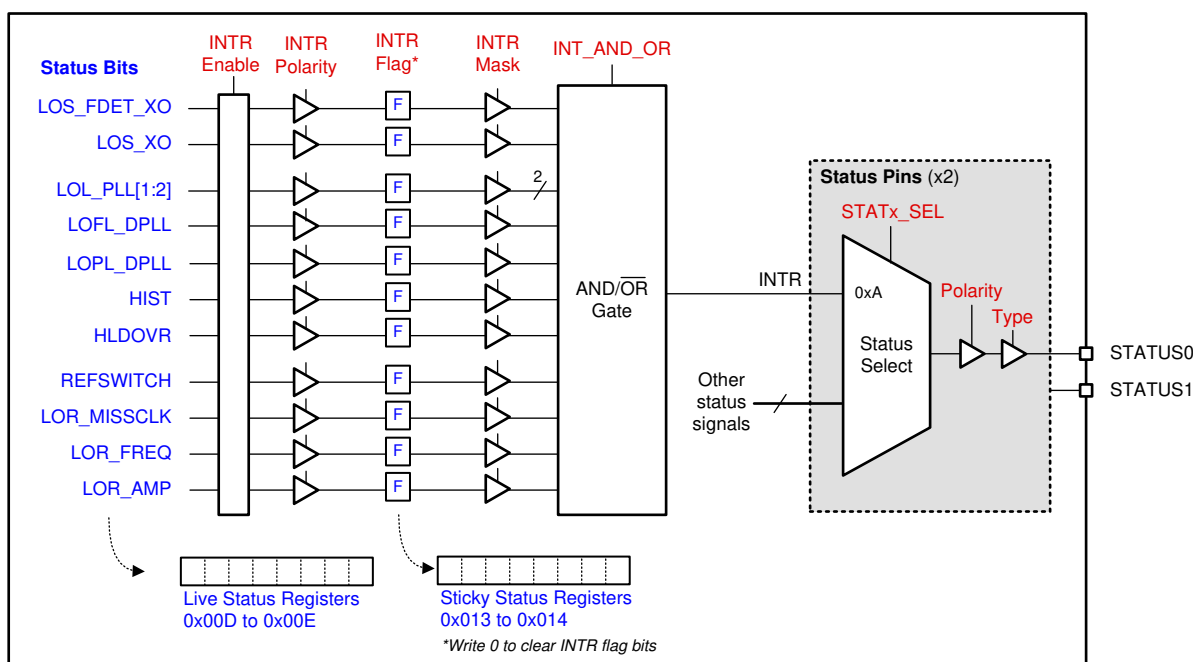 Status Bits
INTR
Enable
INTR
Polarity
INTR
Flag*
INTR
Mask
INT_AND_OR
LOS_FDET_XO
F
LOS_XO
F
LOL_PLL[1:2]
F
2
LOFL_DPLL
F
LOPL_DPLL
F
HIST
F
HLDOVR
F
REFSWITCH
F
LOR_MISSCLK
F
LOR_FREQ
F
LOR_AMP
F
AND/OR
Gate
INTR
Status Pins (x2)
STATx_SEL
0xA
Status
Select
Polarity
Type
Other
status
signals
STATUS0
STATUS1
Live Status Registers
0x00D to 0x00E
Sticky Status Registers
0x013 to 0x014
*Write 0 to clear INTR flag bits